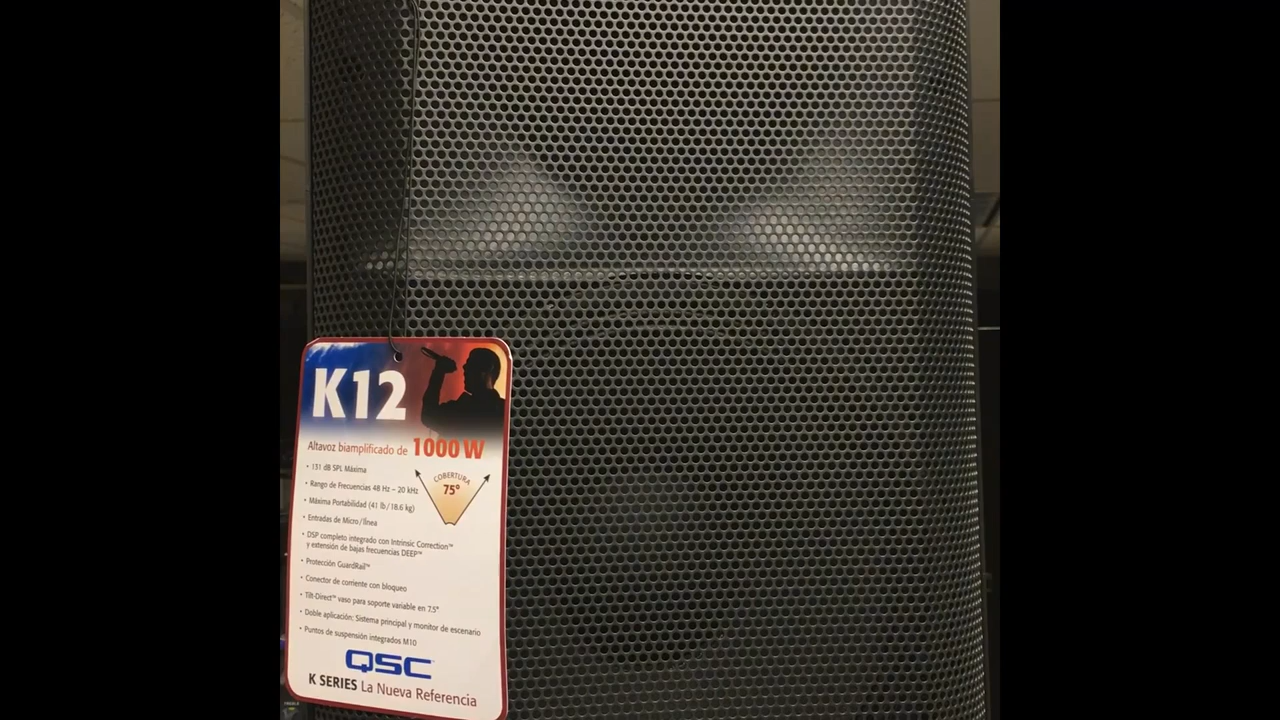 K12
Altavoz biamplificado de 1000 W
• 131 dB SPL Máxima
• Rango de Frecuencias 48 Hz – 20 kHz
• Máxima Portabilidad (41 lb/18.6 kg)
• Entradas de Micro/línea
• DSP completo integrado con Intrinsic Correction™
y extensión de bajas frecuencias DEEP™
• Protección GuardRail™
• Conector de corriente con bloqueo
• Tilt-Direct™ vaso para soporte variable en 7.5°
• Doble aplicación: Sistema principal y monitor de escenario
• Puntos de suspensión integrados M10
COBERTURA
75°
QSC
K SERIES La Nueva Referencia